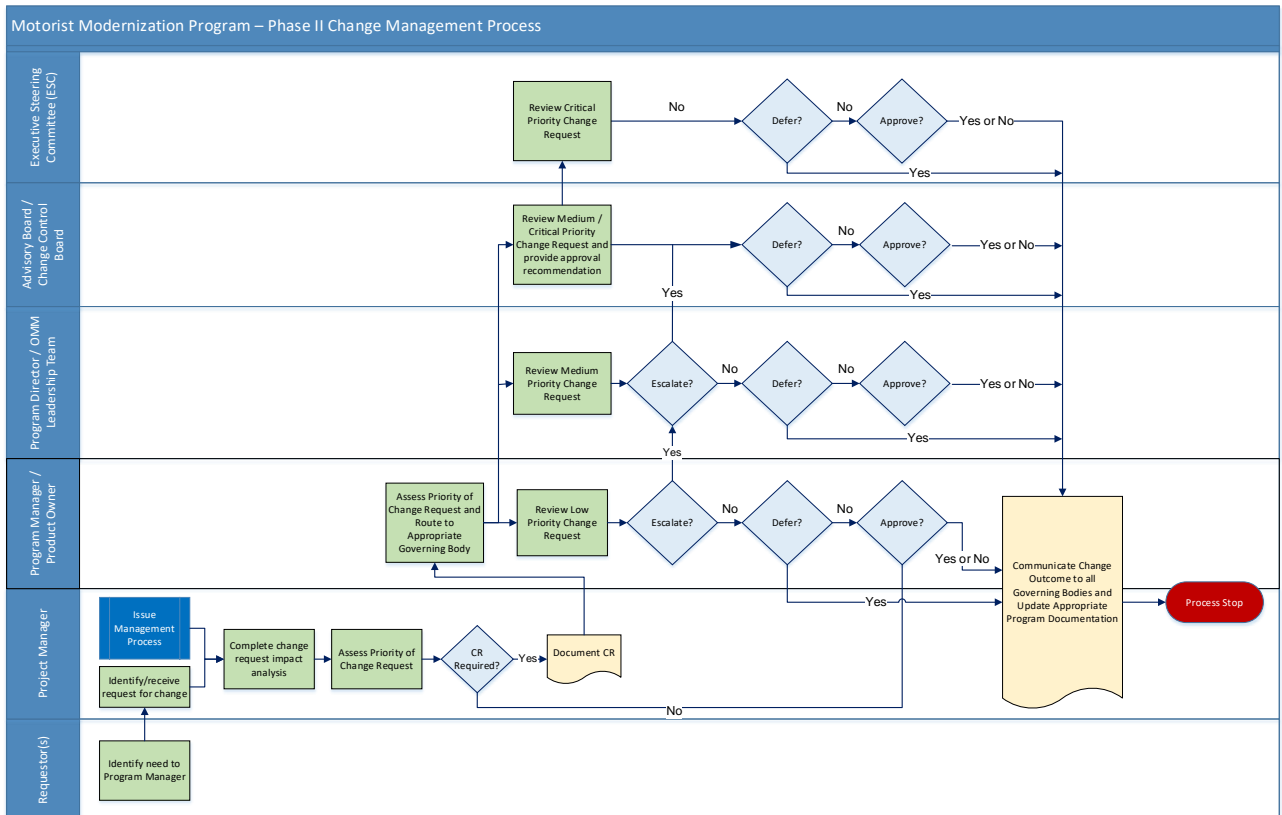 Motorist Modernization Program – Phase II Change Management Process
Executive Steering
Committee (ESC)
Review Critical
Priority Change
Request
No
Defer?
No
Approve?
Yes or No
Yes
Advisory Board /
Change Control
Board
Review Medium /
Critical Priority
Change Request and
provide approval
recommendation
Yes
Defer?
No
Approve?
Yes or No
Yes
Program Director / OMM
Leadership Team
Review Medium
Priority Change
Request
Escalate?
No
Defer?
No
Approve?
Yes or No
Yes
Yes
Program Manager /
Product Owner
Assess Priority of
Change Request and
Route to
Appropriate
Governing Body
Review Low
Priority Change
Request
Escalate?
No
Defer?
No
Approve?
Yes or No
Yes
Communicate Change
Outcome to all
Governing Bodies and
Update Appropriate
Program Documentation
Process Stop
Project Manager
Issue
Management
Process
Identify/receive
request for change
Complete change
request impact
analysis
Assess Priority of
Change Request
CR
Required?
Yes
Document CR
No
Requestor(s)
Identify need to
Program Manager